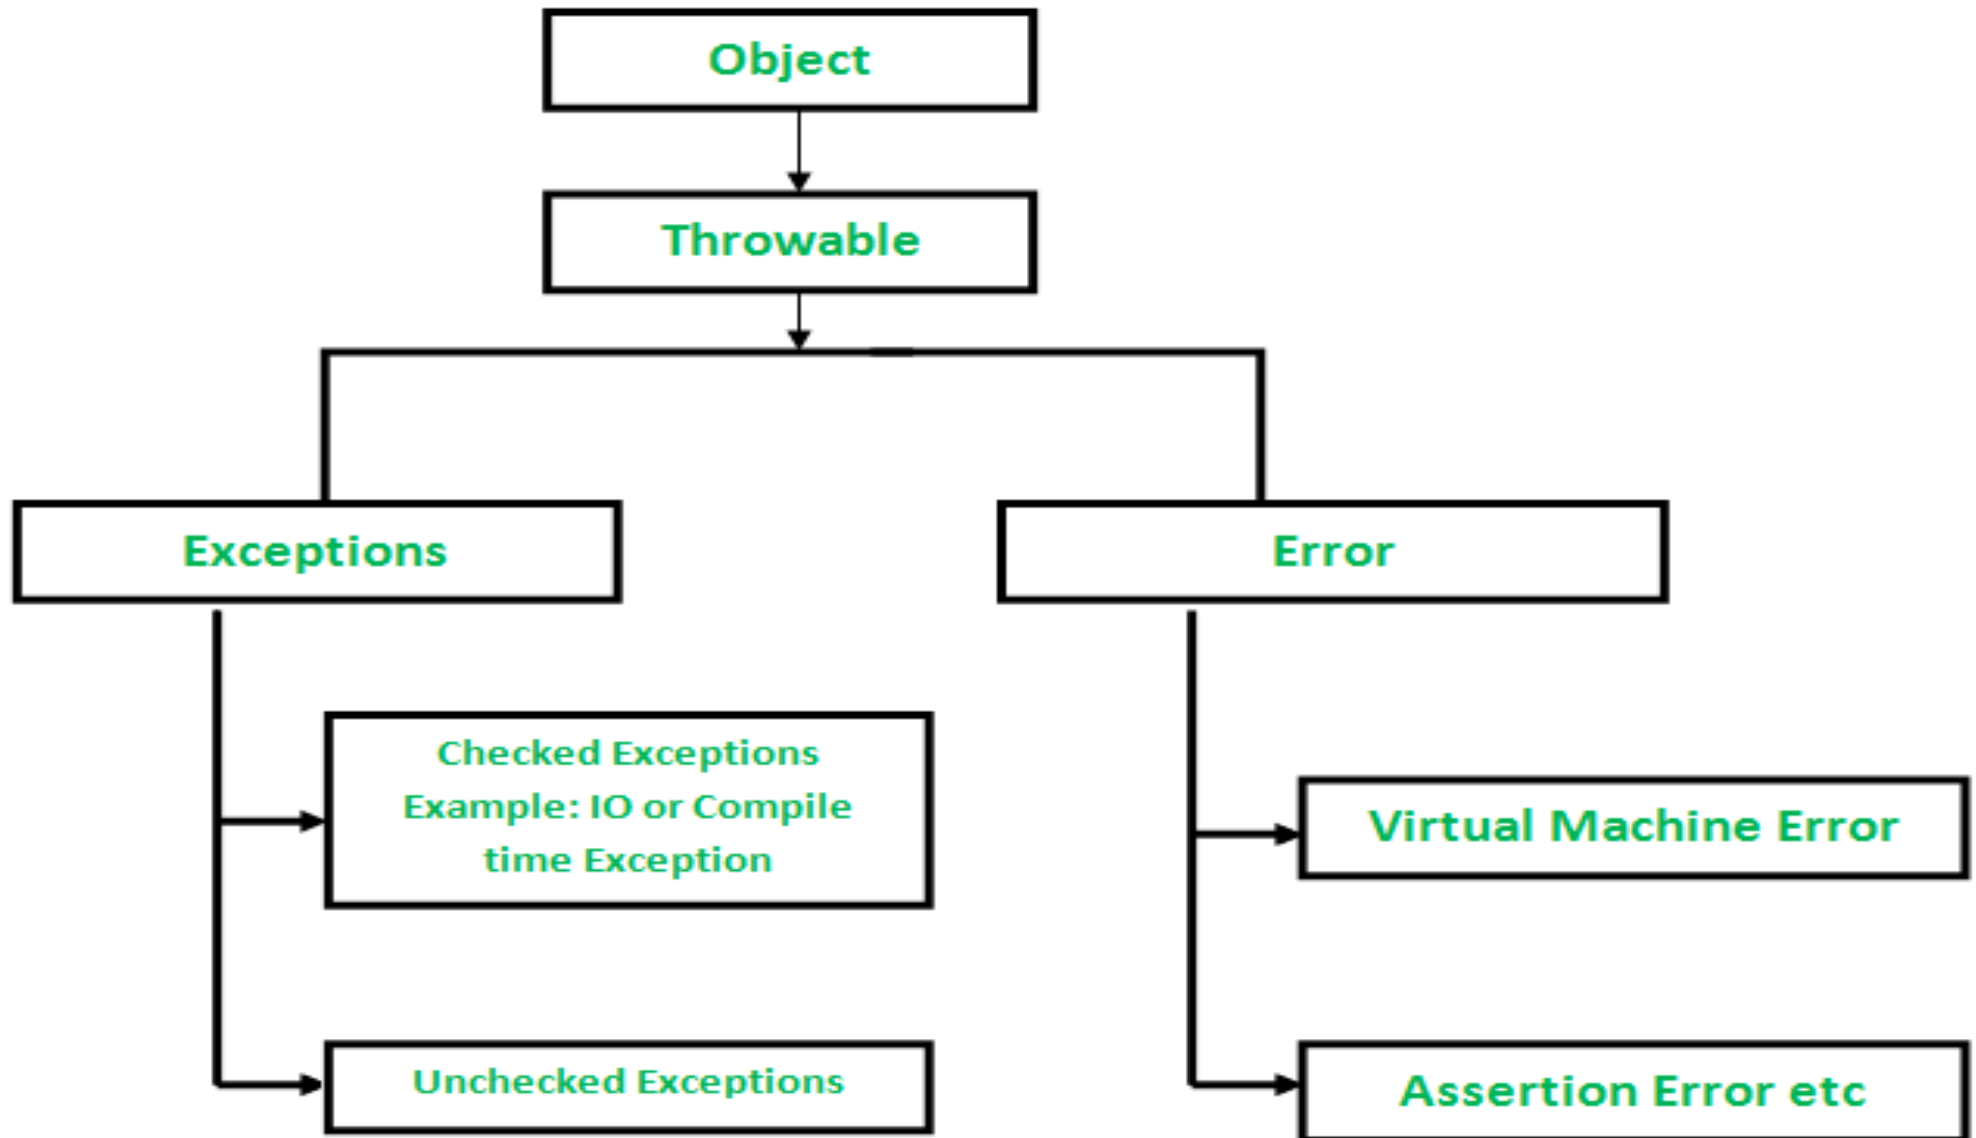 Object
Throwable
Exceptions
Error
Checked Exceptions
Example: IO or Compile
time Exception
Virtual Machine Error
Unchecked Exceptions
Assertion Error etc